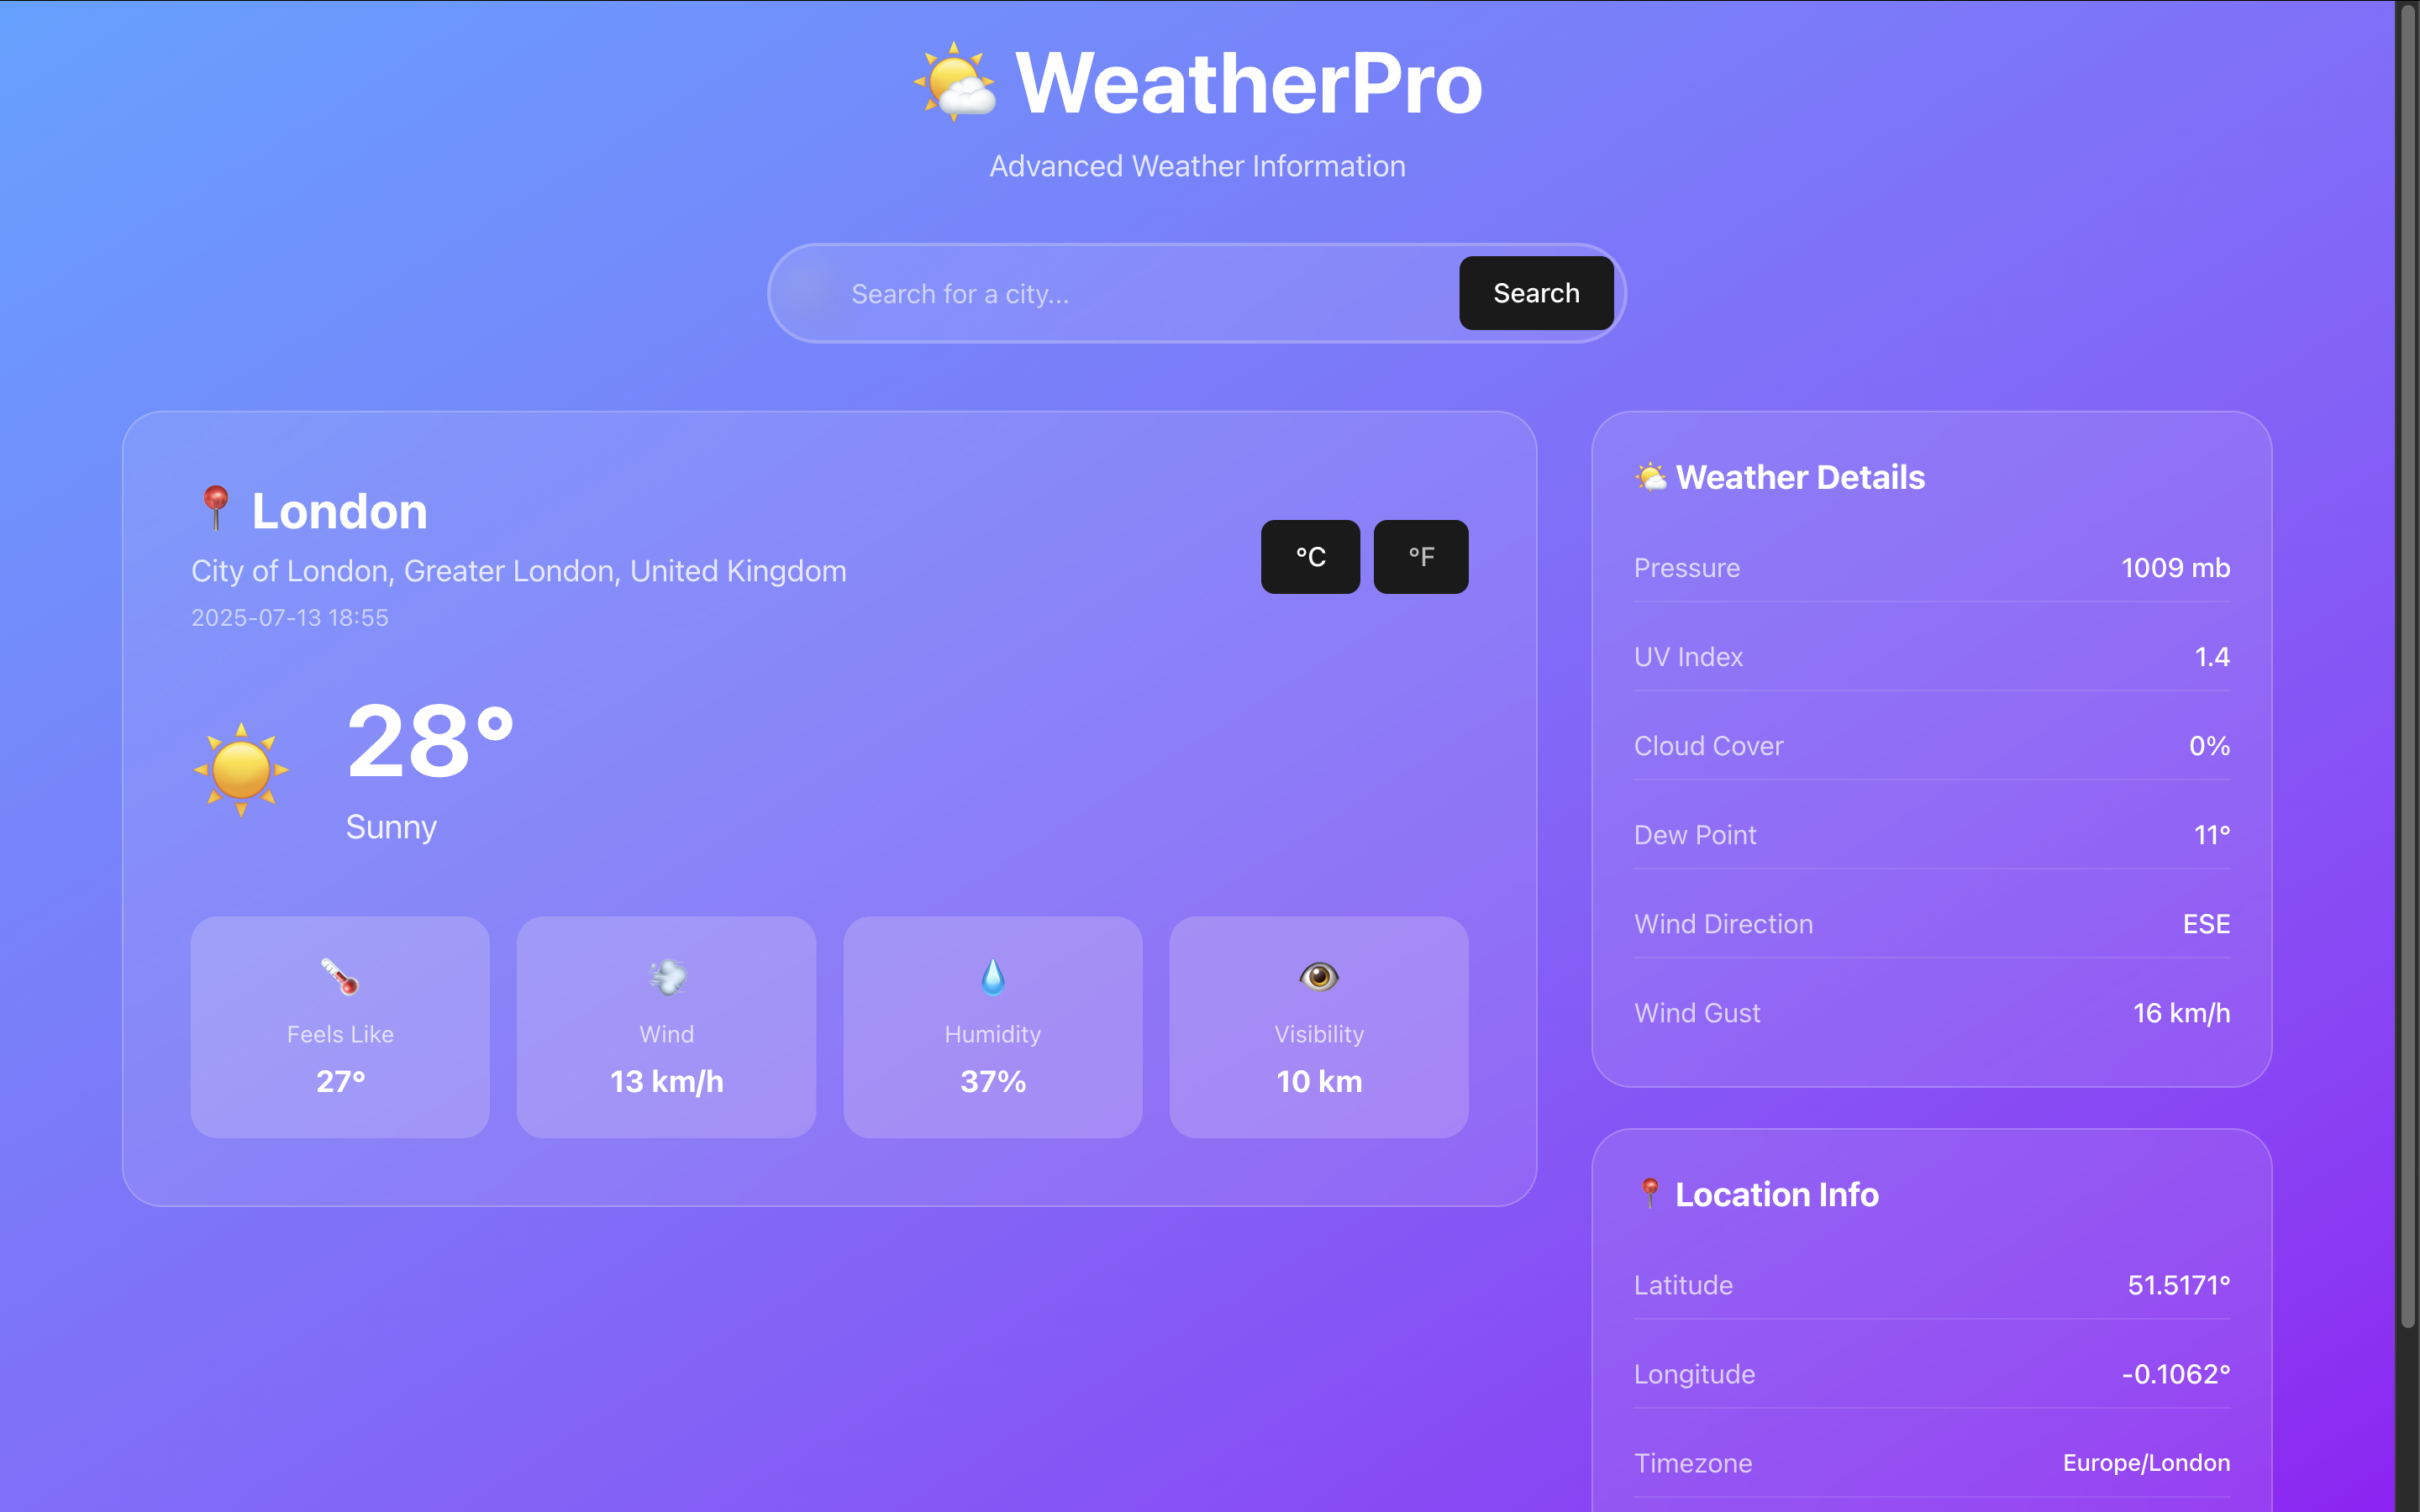 WeatherPro
Advanced Weather Information
Search for a city...
Search
London
City of London, Greater London, United Kingdom
2025-07-13 18:55
°C
°F
28°
Sunny
Feels Like
27°
Wind
13 km/h
Humidity
37%
Visibility
10 km
Weather Details
Pressure 1009 mb
UV Index 1.4
Cloud Cover 0%
Dew Point 11°
Wind Direction ESE
Wind Gust 16 km/h
Location Info
Latitude 51.5171°
Longitude -0.1062°
Timezone Europe/London